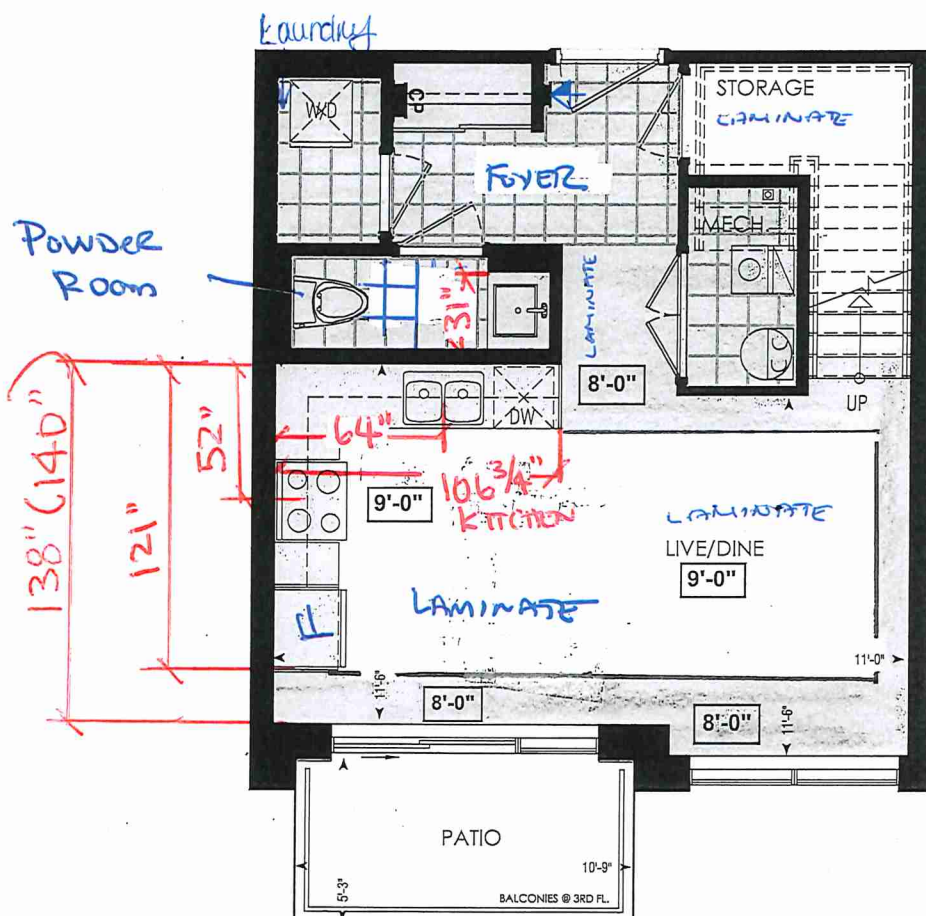 Laundry
W/D
CP
STORAGE
LAMINATE
FOYER
MECH
POWDER
ROOM
LAMINATE
31"
8'-0"
UP
DW
64"
52"
106 3/4"
KITCHEN
9'-0"
138" (140")
121"
LAMINATE
LIVE/DINE
9'-0"
LAMINATE
F
11'-0"
11'-6"
8'-0"
8'-0"
11'-6"
PATIO
10'-9"
5'-3"
BALCONIES @ 3RD FL.